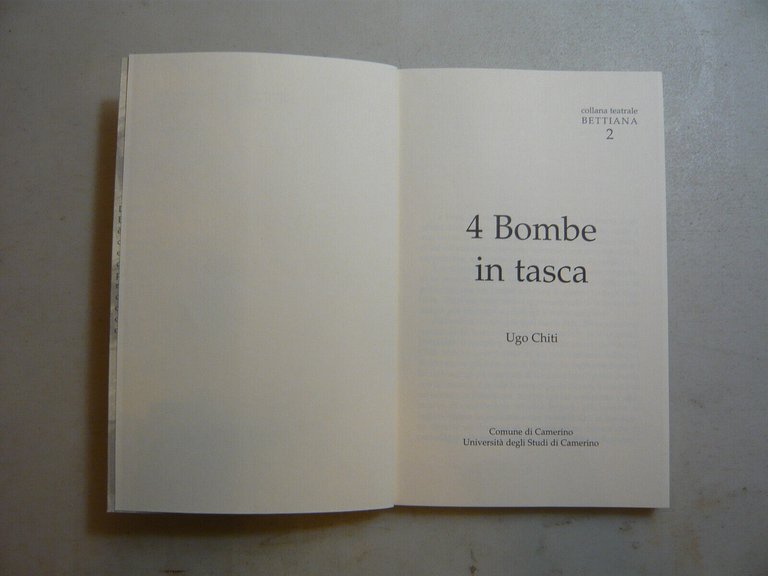 collana teatrale
BETTIANA
2
4 Bombe
in tasca
Ugo Chiti
Comune di Camerino
Università degli Studi di Camerino